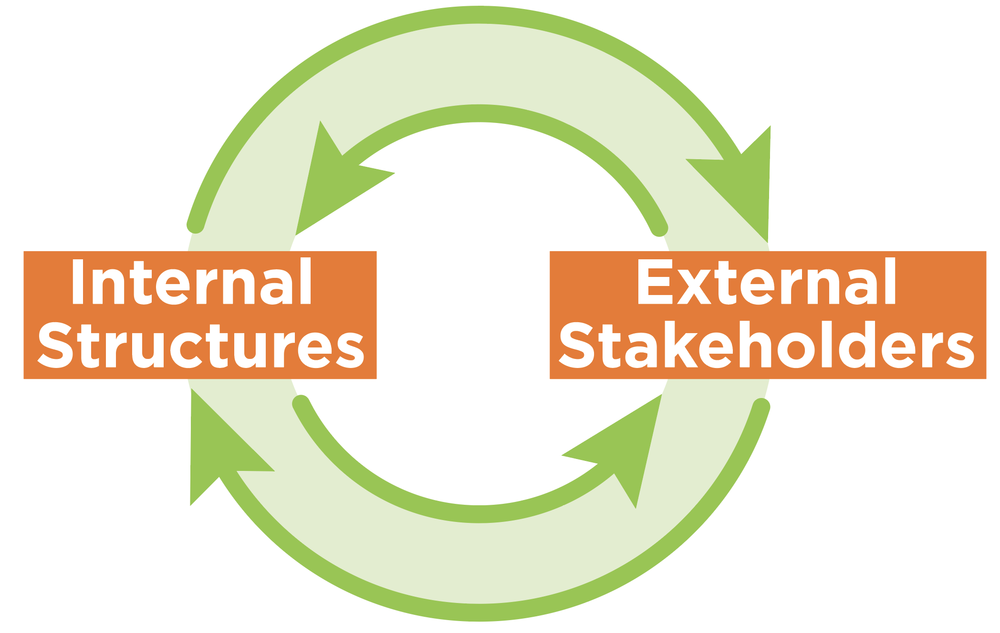 Internal
Structures
External
Stakeholders